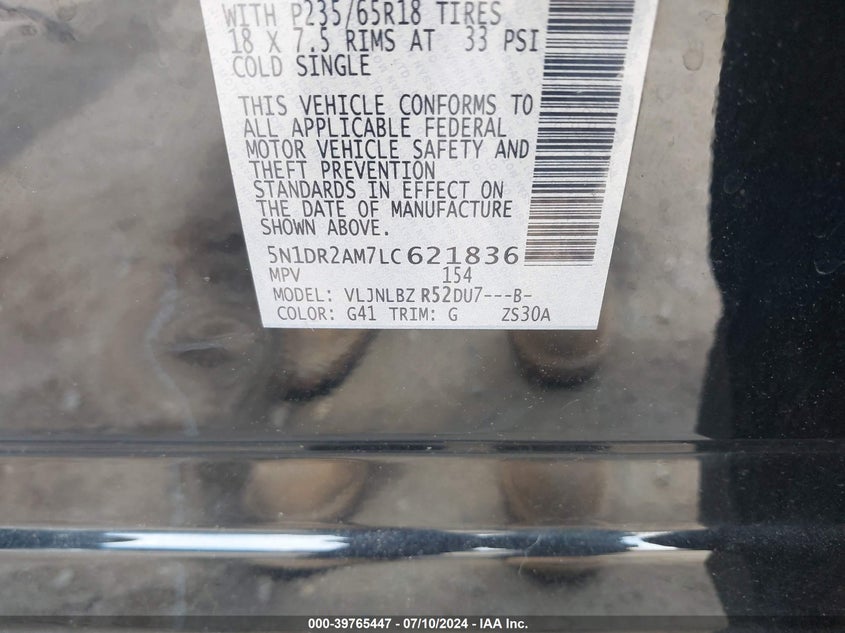 WITH P235/65R18 TIRES
18 X 7.5 RIMS AT 33 PSI
COLD SINGLE
THIS VEHICLE CONFORMS TO
ALL APPLICABLE FEDERAL
MOTOR VEHICLE SAFETY AND
THEFT PREVENTION
STANDARDS IN EFFECT ON
THE DATE OF MANUFACTURE
SHOWN ABOVE.
5N1DR2AM7LC621836
MPV 154
MODEL: VLJNLBZ R52DU7---B-
COLOR: G41 TRIM: G ZS30A
000-39765447 - 07/10/2024 - IAA Inc.